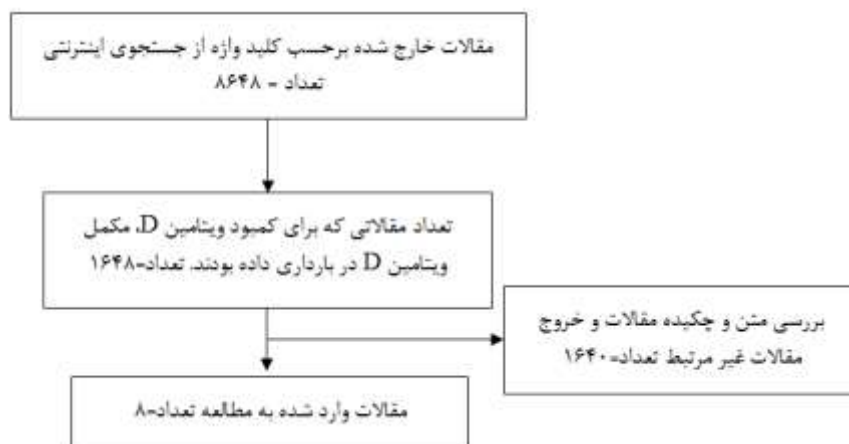 مقالات خارج شده برحسب کلید واژه از جستجوی اینترنتی
تعداد = ۸۶۴۸
تعداد مقالاتی که برای کمبود ویتامین D، مکمل
ویتامین D در بارداری داده بودند. تعداد=۱۶۴۸
بررسی متن و چکیده مقالات و خروج
مقالات غیر مرتبط تعداد=۱۶۴۰
مقالات وارد شده به مطالعه تعداد=۸